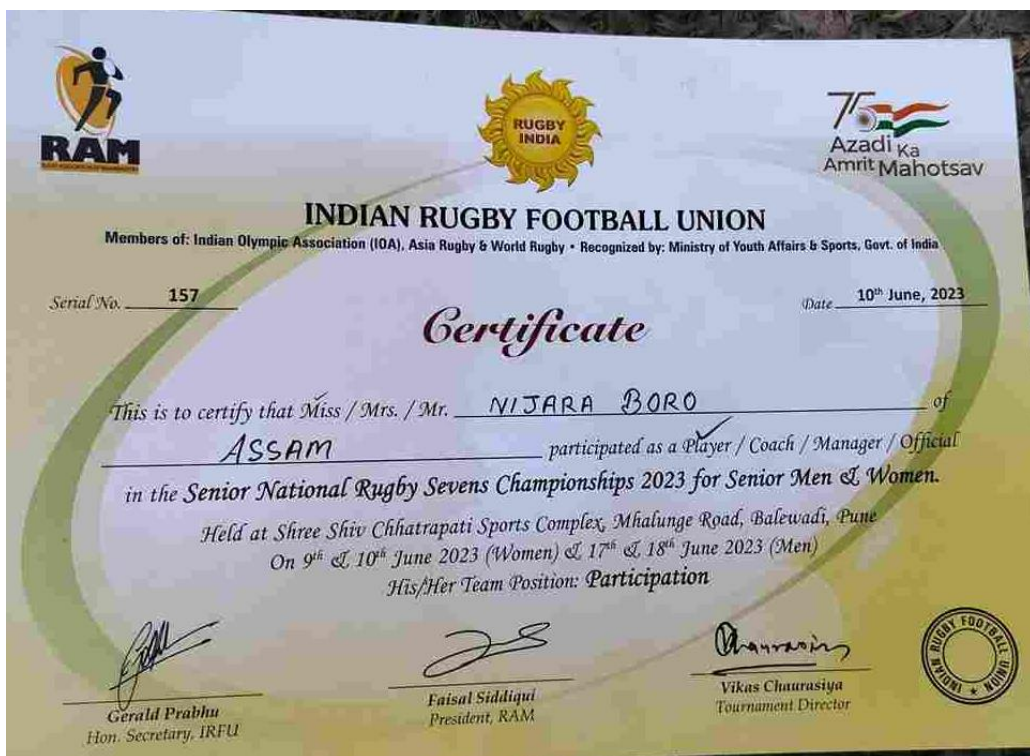 RAM
RUGBY
INDIA
75
Azadi Ka
Amrit Mahotsav
INDIAN RUGBY FOOTBALL UNION
Members of: Indian Olympic Association (IOA), Asia Rugby & World Rugby • Recognized by: Ministry of Youth Affairs & Sports, Govt. of India
Serial No. 157
Date 10th June, 2023
Certificate
This is to certify that Miss / Mrs. / Mr. NIJARA BORO of
ASSAM participated as a Player / Coach / Manager / Official
in the Senior National Rugby Sevens Championships 2023 for Senior Men & Women.
Held at Shree Shiv Chhatrapati Sports Complex, Mhalunge Road, Balewadi, Pune
On 9th & 10th June 2023 (Women) & 17th & 18th June 2023 (Men)
His/Her Team Position: Participation
Chaurasiya
Gerald Prabhu
Hon. Secretary, IRFU
Faisal Siddiqui
President, RAM
Vikas Chaurasiya
Tournament Director
INDIAN RUGBY FOOTBALL UNION